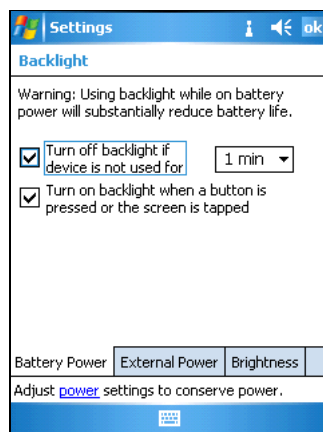 Settings ok
Backlight
Warning: Using backlight while on battery
power will substantially reduce battery life.
Turn off backlight if
device is not used for
1 min
Turn on backlight when a button is
pressed or the screen is tapped
Battery Power External Power Brightness
Adjust power settings to conserve power.